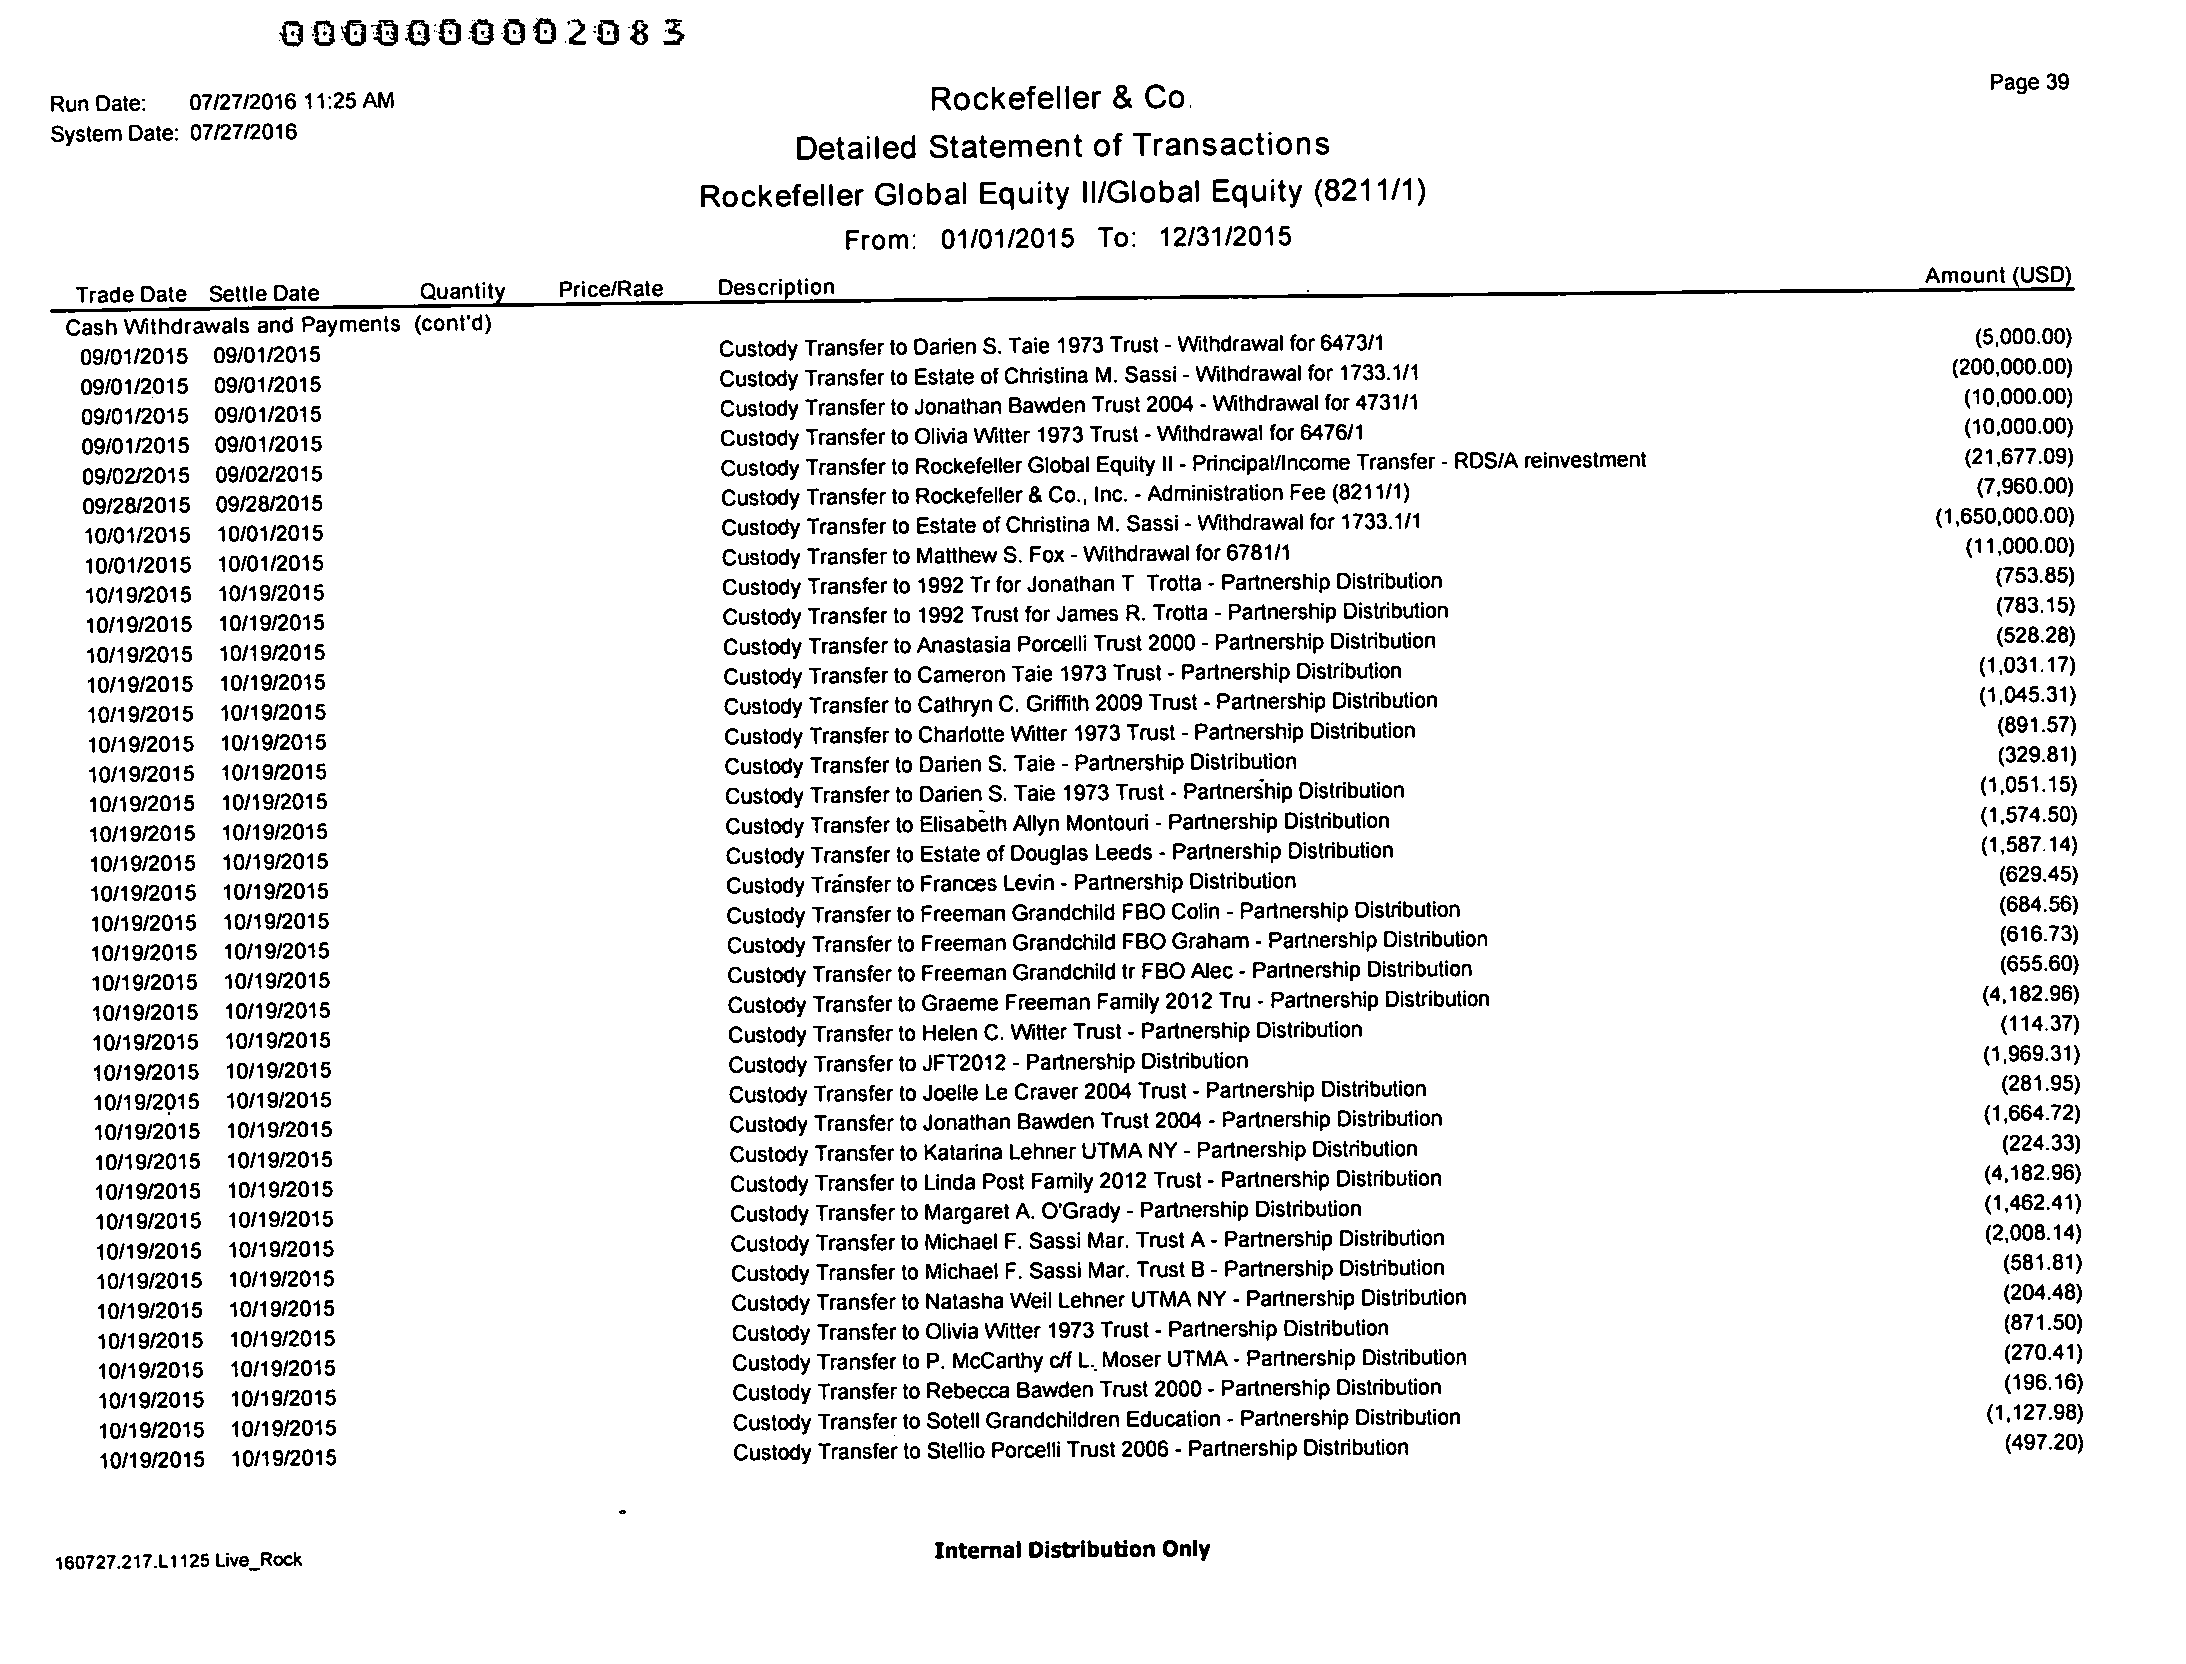 000000002083
Page 39
Run Date: 07/27/2016 11:25 AM
System Date: 07/27/2016
Rockefeller & Co.
Detailed Statement of Transactions
Rockefeller Global Equity II/Global Equity (8211/1)
From: 01/01/2015 To: 12/31/2015
Trade Date Settle Date Quantity Price/Rate Description Amount (USD)
Cash Withdrawals and Payments (cont'd)
09/01/2015 09/01/2015 Custody Transfer to Darien S. Taie 1973 Trust - Withdrawal for 6473/1 (5,000.00)
09/01/2015 09/01/2015 Custody Transfer to Estate of Christina M. Sassi - Withdrawal for 1733.1/1 (200,000.00)
09/01/2015 09/01/2015 Custody Transfer to Jonathan Bawden Trust 2004 - Withdrawal for 4731/1 (10,000.00)
09/01/2015 09/01/2015 Custody Transfer to Olivia Witter 1973 Trust - Withdrawal for 6476/1 (10,000.00)
09/02/2015 09/02/2015 Custody Transfer to Rockefeller Global Equity II - Principal/Income Transfer - RDS/A reinvestment (21,677.09)
09/28/2015 09/28/2015 Custody Transfer to Rockefeller & Co., Inc. - Administration Fee (8211/1) (7,960.00)
10/01/2015 10/01/2015 Custody Transfer to Estate of Christina M. Sassi - Withdrawal for 1733.1/1 (1,650,000.00)
10/01/2015 10/01/2015 Custody Transfer to Matthew S. Fox - Withdrawal for 6781/1 (11,000.00)
10/19/2015 10/19/2015 Custody Transfer to 1992 Tr for Jonathan T Trotta - Partnership Distribution (753.85)
10/19/2015 10/19/2015 Custody Transfer to 1992 Trust for James R. Trotta - Partnership Distribution (783.15)
10/19/2015 10/19/2015 Custody Transfer to Anastasia Porcelli Trust 2000 - Partnership Distribution (528.28)
10/19/2015 10/19/2015 Custody Transfer to Cameron Taie 1973 Trust - Partnership Distribution (1,031.17)
10/19/2015 10/19/2015 Custody Transfer to Cathryn C. Griffith 2009 Trust - Partnership Distribution (1,045.31)
10/19/2015 10/19/2015 Custody Transfer to Charlotte Witter 1973 Trust - Partnership Distribution (891.57)
10/19/2015 10/19/2015 Custody Transfer to Darien S. Taie - Partnership Distribution (329.81)
10/19/2015 10/19/2015 Custody Transfer to Darien S. Taie 1973 Trust - Partnership Distribution (1,051.15)
10/19/2015 10/19/2015 Custody Transfer to Elisabeth Allyn Montouri - Partnership Distribution (1,574.50)
10/19/2015 10/19/2015 Custody Transfer to Estate of Douglas Leeds - Partnership Distribution (1,587.14)
10/19/2015 10/19/2015 Custody Transfer to Frances Levin - Partnership Distribution (629.45)
10/19/2015 10/19/2015 Custody Transfer to Freeman Grandchild FBO Colin - Partnership Distribution (684.56)
10/19/2015 10/19/2015 Custody Transfer to Freeman Grandchild FBO Graham - Partnership Distribution (616.73)
10/19/2015 10/19/2015 Custody Transfer to Freeman Grandchild tr FBO Alec - Partnership Distribution (655.60)
10/19/2015 10/19/2015 Custody Transfer to Graeme Freeman Family 2012 Tru - Partnership Distribution (4,182.96)
10/19/2015 10/19/2015 Custody Transfer to Helen C. Witter Trust - Partnership Distribution (114.37)
10/19/2015 10/19/2015 Custody Transfer to JFT2012 - Partnership Distribution (1,969.31)
10/19/2015 10/19/2015 Custody Transfer to Joelle Le Craver 2004 Trust - Partnership Distribution (281.95)
10/19/2015 10/19/2015 Custody Transfer to Jonathan Bawden Trust 2004 - Partnership Distribution (1,664.72)
10/19/2015 10/19/2015 Custody Transfer to Katarina Lehner UTMA NY - Partnership Distribution (224.33)
10/19/2015 10/19/2015 Custody Transfer to Linda Post Family 2012 Trust - Partnership Distribution (4,182.96)
10/19/2015 10/19/2015 Custody Transfer to Margaret A. O'Grady - Partnership Distribution (1,462.41)
10/19/2015 10/19/2015 Custody Transfer to Michael F. Sassi Mar. Trust A - Partnership Distribution (2,008.14)
10/19/2015 10/19/2015 Custody Transfer to Michael F. Sassi Mar. Trust B - Partnership Distribution (581.81)
10/19/2015 10/19/2015 Custody Transfer to Natasha Weil Lehner UTMA NY - Partnership Distribution (204.48)
10/19/2015 10/19/2015 Custody Transfer to Olivia Witter 1973 Trust - Partnership Distribution (871.50)
10/19/2015 10/19/2015 Custody Transfer to P. McCarthy c/f L. Moser UTMA - Partnership Distribution (270.41)
10/19/2015 10/19/2015 Custody Transfer to Rebecca Bawden Trust 2000 - Partnership Distribution (196.16)
10/19/2015 10/19/2015 Custody Transfer to Sotell Grandchildren Education - Partnership Distribution (1,127.98)
10/19/2015 10/19/2015 Custody Transfer to Stellio Porcelli Trust 2006 - Partnership Distribution (497.20)
160727.217.L1125 Live_Rock
Internal Distribution Only